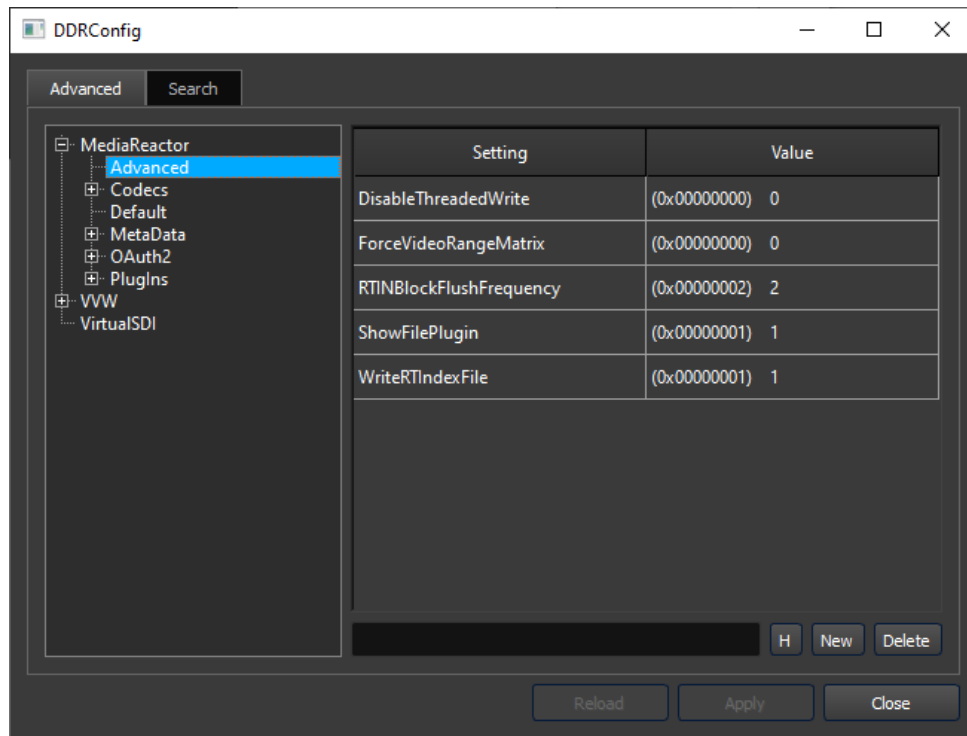 DDRConfig
Advanced Search
MediaReactor
Advanced
Codecs
Default
MetaData
OAuth2
PlugIns
VVW
VirtualSDI
Setting Value
DisableThreadedWrite (0x00000000) 0
ForceVideoRangeMatrix (0x00000000) 0
RTINBlockFlushFrequency (0x00000002) 2
ShowFilePlugin (0x00000001) 1
WriteRTIndexFile (0x00000001) 1
H New Delete
Reload Apply Close